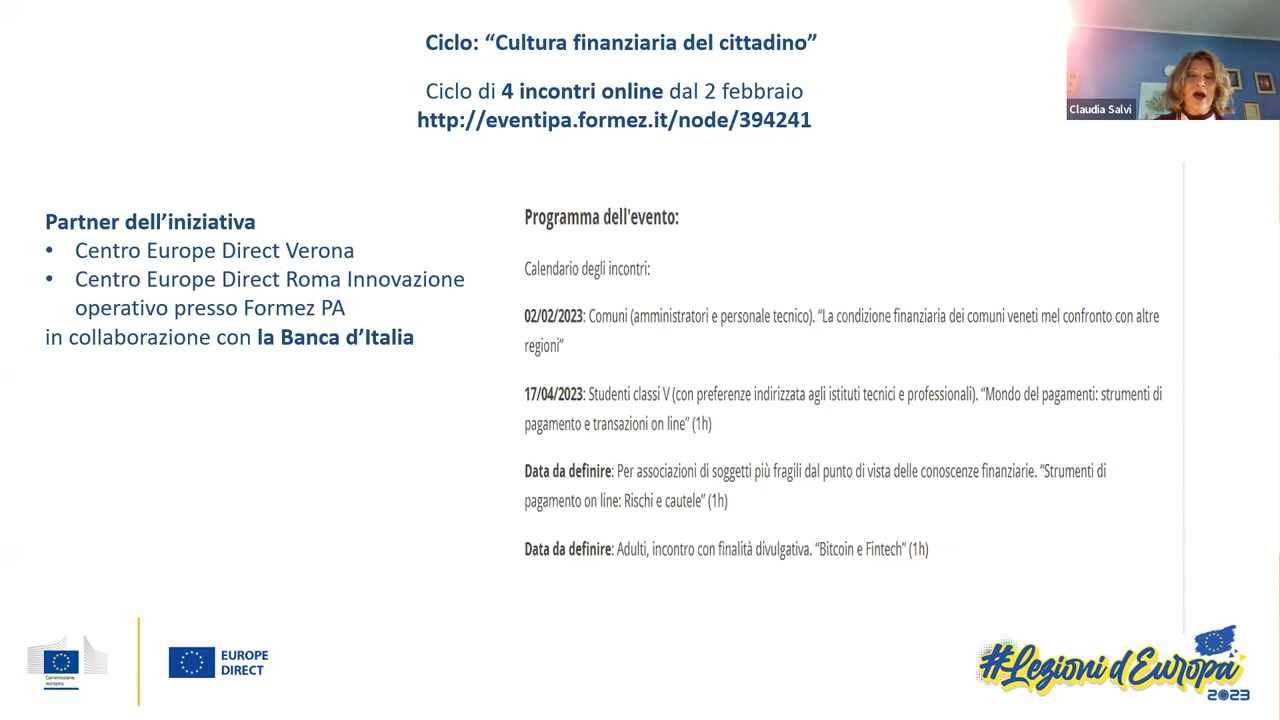 Ciclo: “Cultura finanziaria del cittadino”
Ciclo di 4 incontri online dal 2 febbraio
http://eventipa.formez.it/node/394241
Claudia Salvi
Partner dell’iniziativa
• Centro Europe Direct Verona
• Centro Europe Direct Roma Innovazione
operativo presso Formez PA
in collaborazione con la Banca d’Italia
Programma dell'evento:
Calendario degli incontri:
02/02/2023: Comuni (amministratori e personale tecnico). “La condizione finanziaria dei comuni veneti mel confronto con altre
regioni”
17/04/2023: Studenti classi V (con preferenze indirizzata agli istituti tecnici e professionali). “Mondo del pagamenti: strumenti di
pagamento e transazioni on line” (1h)
Data da definire: Per associazioni di soggetti più fragili dal punto di vista delle conoscenze finanziarie. “Strumenti di
pagamento on line: Rischi e cautele” (1h)
Data da definire: Adulti, incontro con finalità divulgativa. “Bitcoin e Fintech” (1h)
Commissione
europea
EUROPE
DIRECT
#Lezioni d'Europa
2023